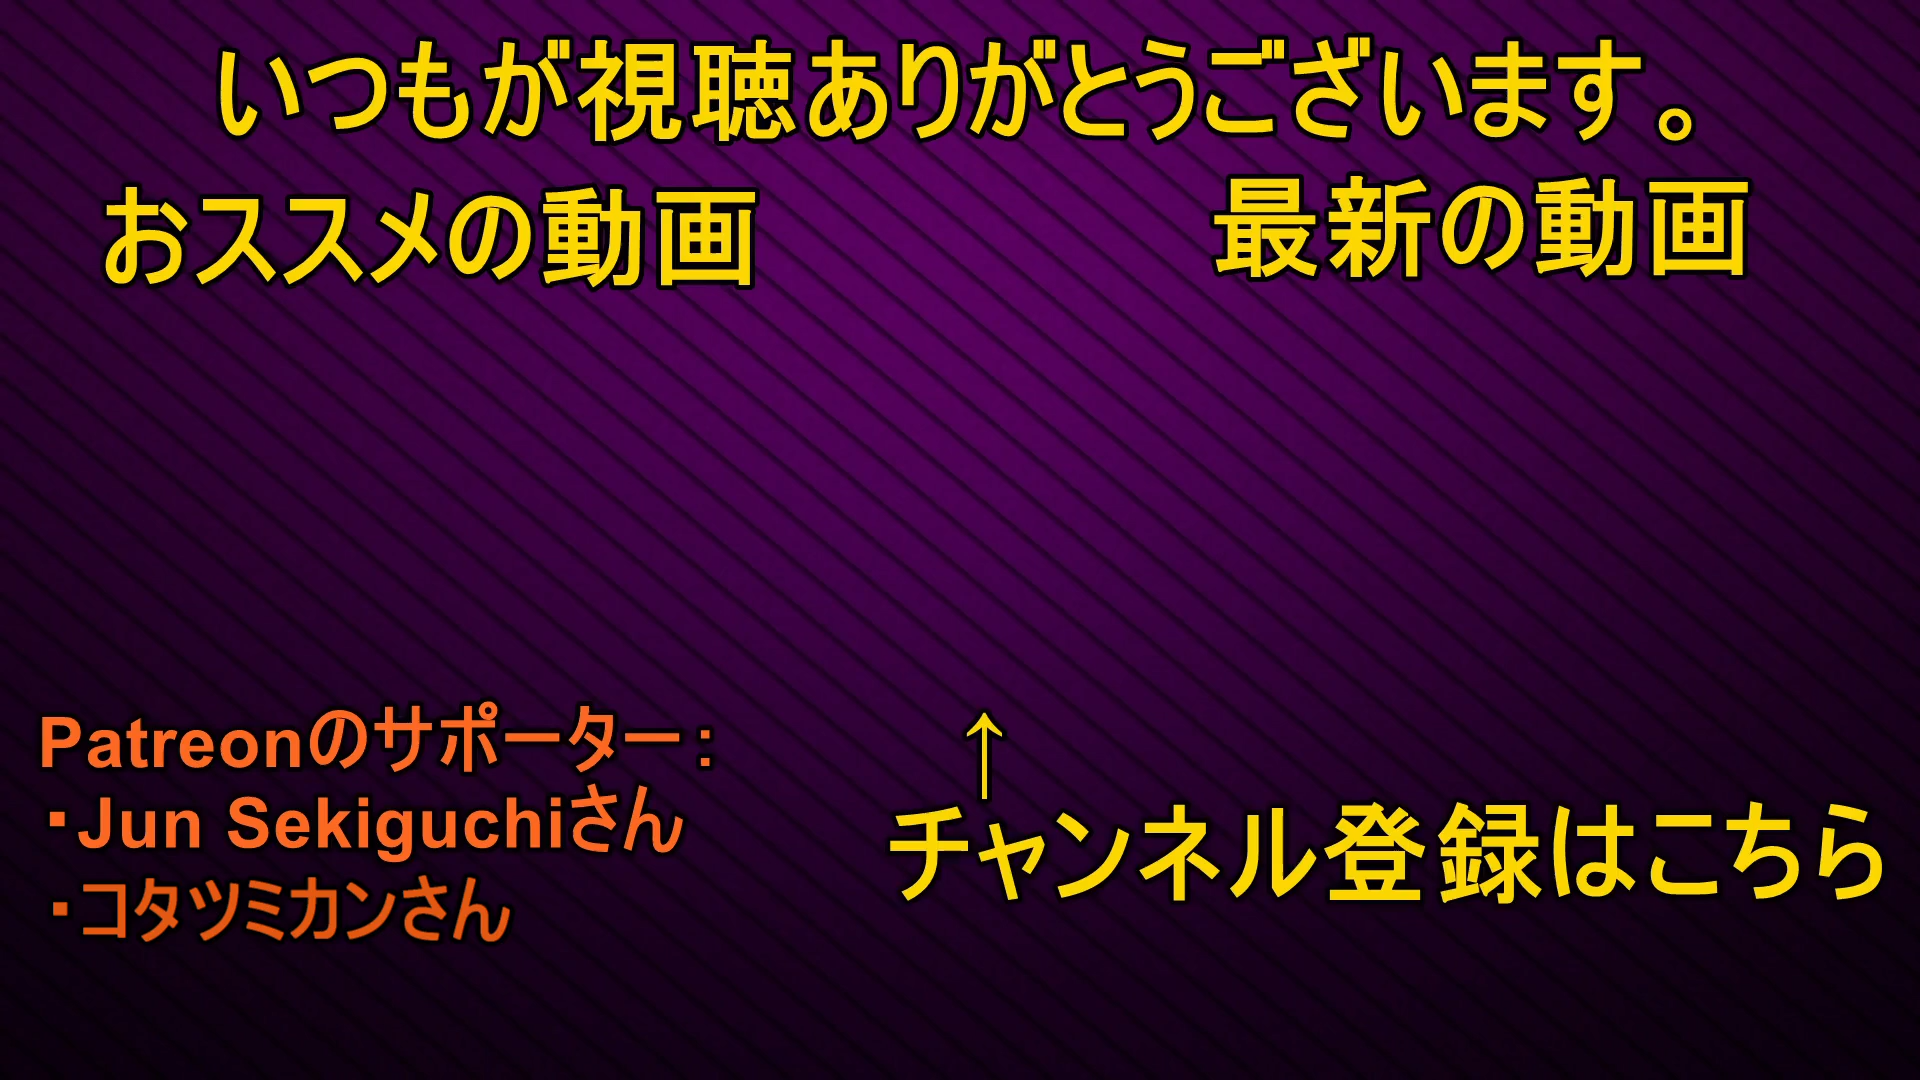 いつもが視聴ありがとうございます。
おススメの動画
最新の動画
Patreonのサポーター：
・Jun Sekiguchiさん
・コタツミカンさん
↑
チャンネル登録はこちら